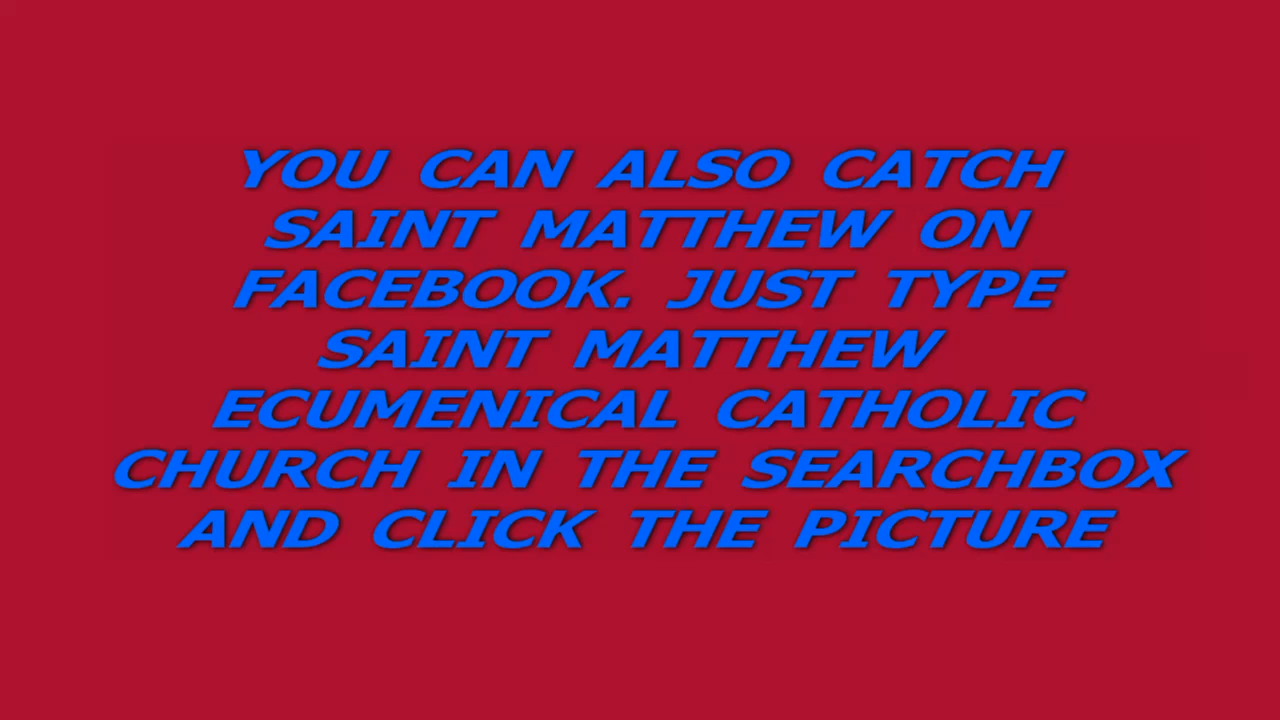 YOU CAN ALSO CATCH
SAINT MATTHEW ON
FACEBOOK. JUST TYPE
SAINT MATTHEW
ECUMENICAL CATHOLIC
CHURCH IN THE SEARCHBOX
AND CLICK THE PICTURE